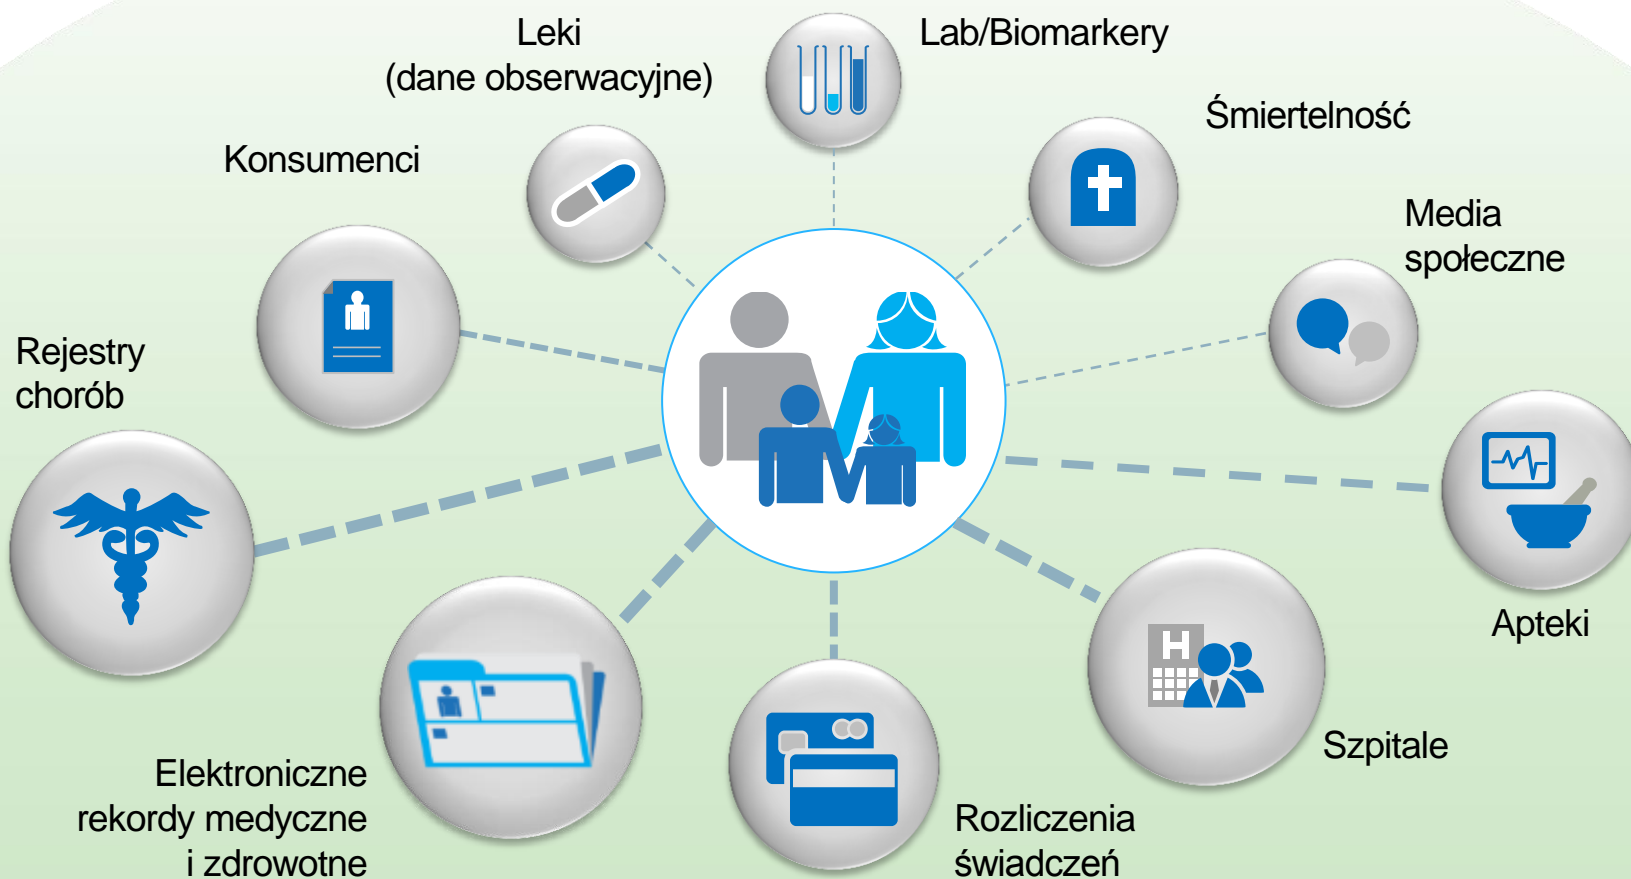 Leki
(dane obserwacyjne)
Lab/Biomarkery
Śmiertelność
Konsumenci
Media
społeczne
Rejestry
chorób
Apteki
H
Szpitale
Elektroniczne
rekordy medyczne
i zdrowotne
Rozliczenia
świadczeń